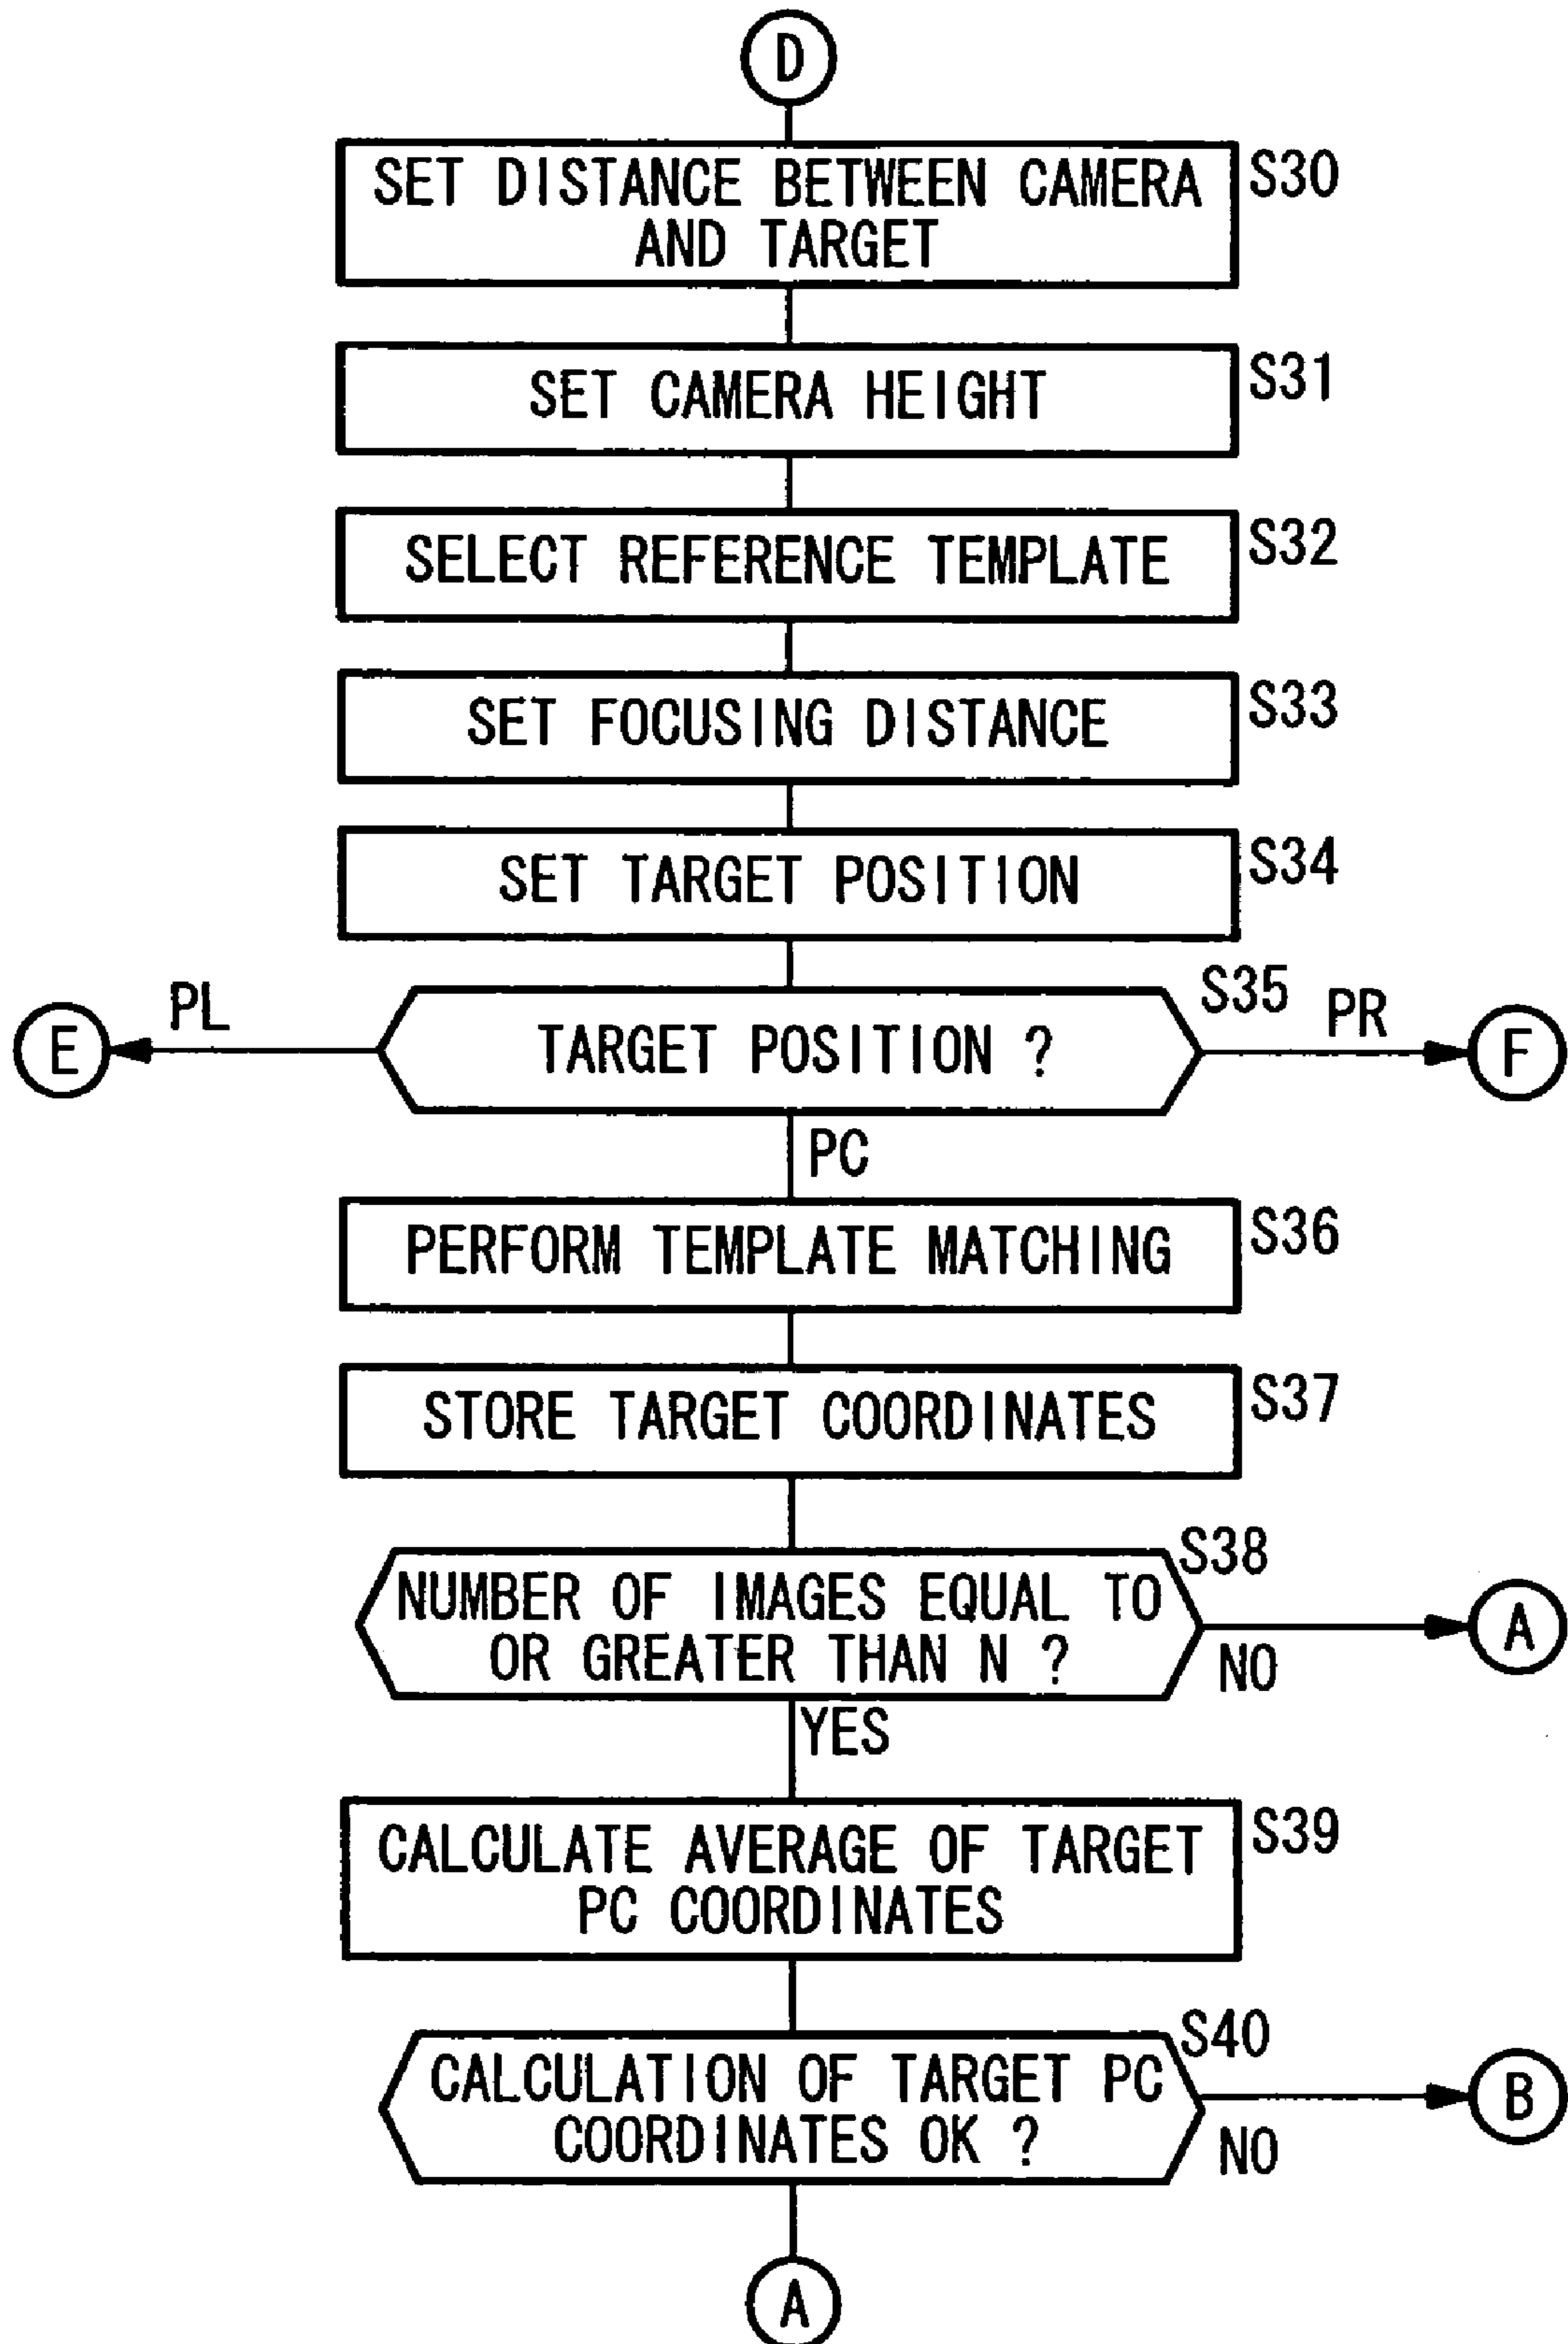 D
SET DISTANCE BETWEEN CAMERA
AND TARGET
S30
SET CAMERA HEIGHT
S31
SELECT REFERENCE TEMPLATE
S32
SET FOCUSING DISTANCE
S33
SET TARGET POSITION
S34
S35
E
PL
TARGET POSITION ?
PR
F
PC
PERFORM TEMPLATE MATCHING
S36
STORE TARGET COORDINATES
S37
S38
NUMBER OF IMAGES EQUAL TO
OR GREATER THAN N ?
NO
A
YES
CALCULATE AVERAGE OF TARGET
PC COORDINATES
S39
S40
CALCULATION OF TARGET PC
COORDINATES OK ?
NO
B
A